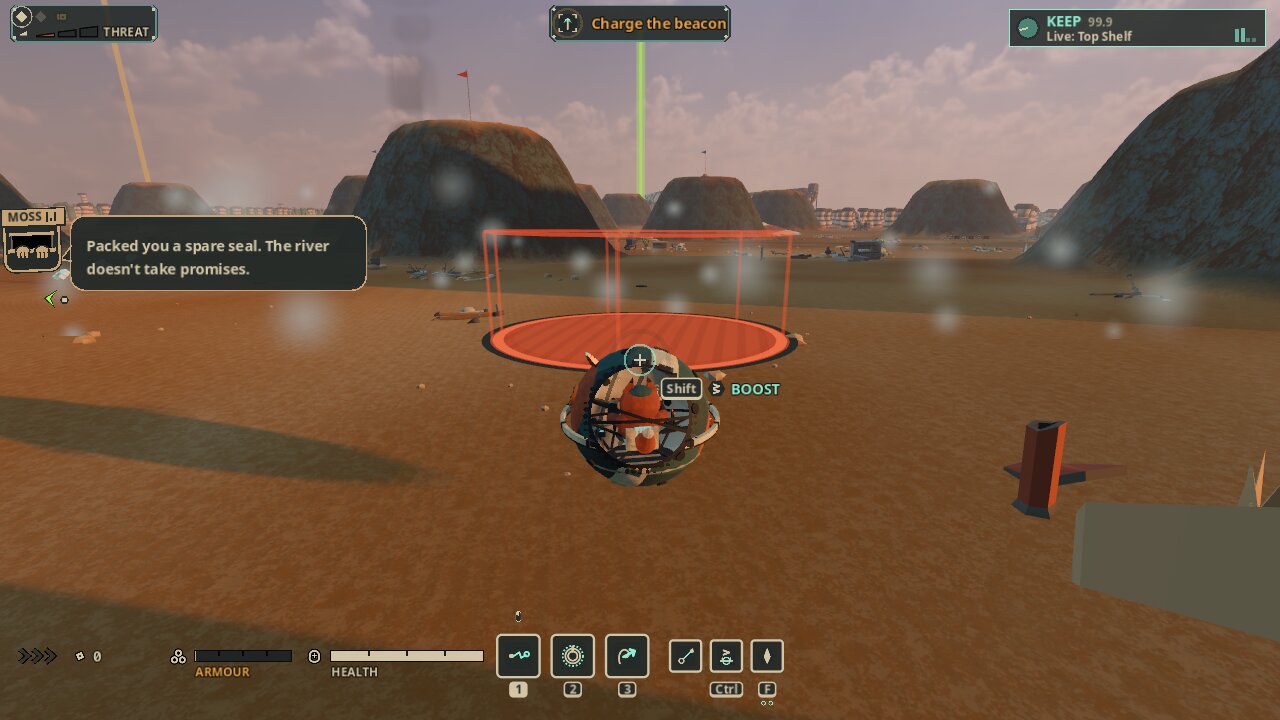 THREAT
Charge the beacon
KEEP 99.9
Live: Top Shelf
MOSS
Packed you a spare seal. The river
doesn't take promises.
Shift BOOST
0
ARMOUR
HEALTH
1
2
3
Ctrl
F